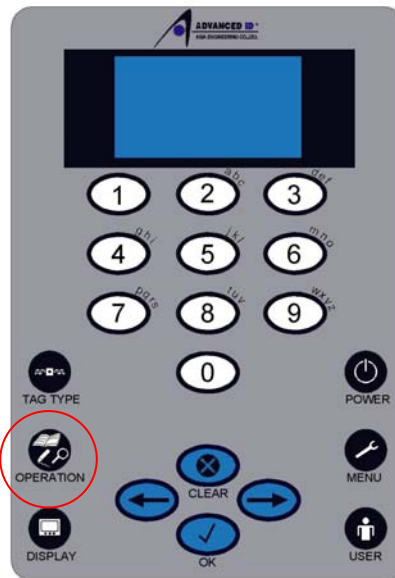 ADVANCED ID
ASIA ENGINEERING CO.,LTD.
1 2 abc 3 def
4 ghi 5 jkl 6 mno
7 pqrs 8 tuv 9 wxyz
0
TAG TYPE
POWER
OPERATION
CLEAR
MENU
DISPLAY
OK
USER